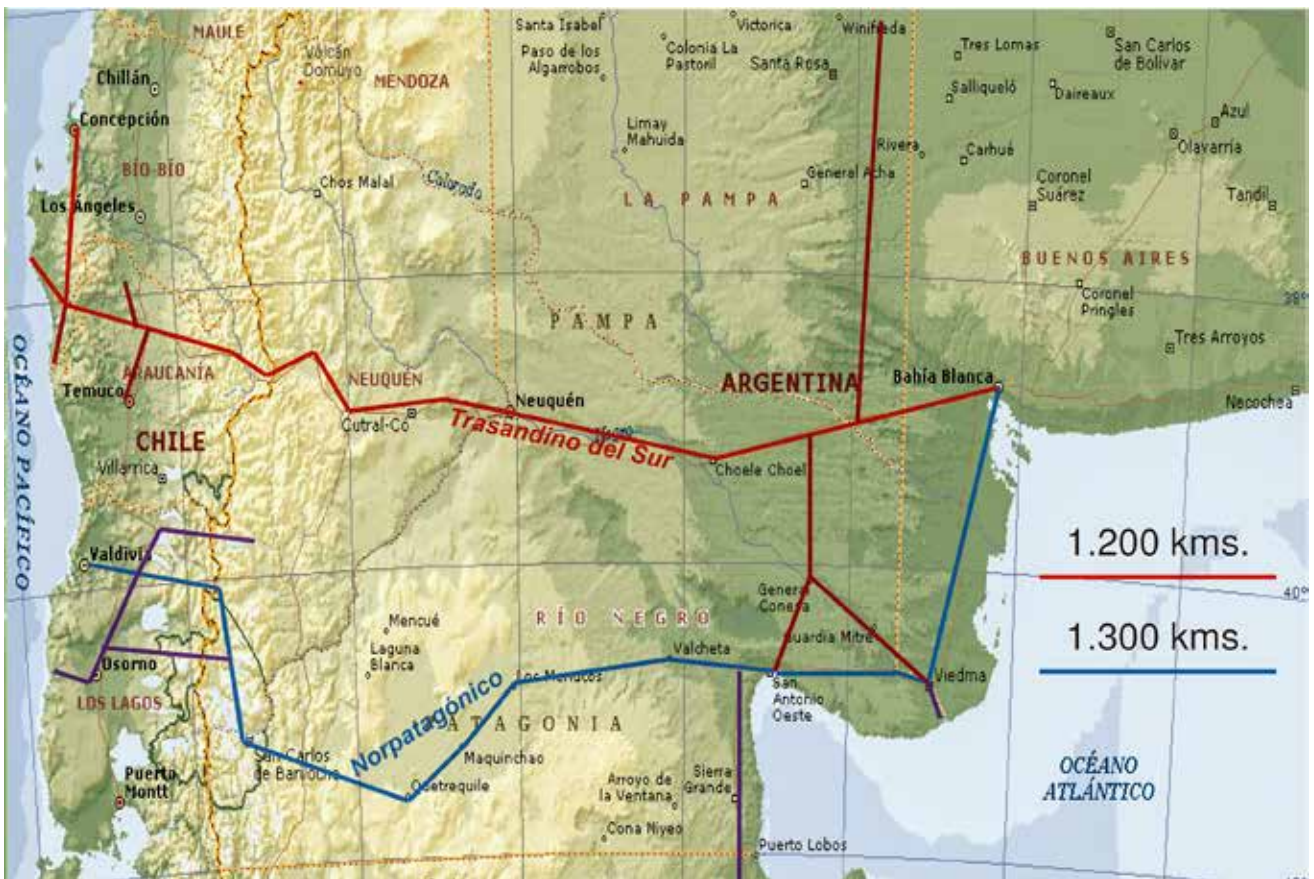 MAULE
Santa Isabel
Victorica
Winifreda
Chillán
Volcán
Domuyo
MENDOZA
Paso de los
Algarrobos
Colonia La
Pastoril
Santa Rosa
Tres Lomas
San Carlos
de Bolívar
Salliqueló
Daireaux
Azul
Concepción
Limay
Mahuida
Rivera
Carhué
Olavarría
BÍO BÍO
Chos Malal
Colorado
General Acha
Coronel
Suárez
Tandil
Los Ángeles
LA PAMPA
BUENOS AIRES
Coronel
Pringles
38°
PAMPA
Tres Arroyos
OCÉANO PACÍFICO
ARAUCANÍA
NEUQUÉN
ARGENTINA
Bahía Blanca
Temuco
Neuquén
Necochea
Cutral-Có
Trasandino del Sur
CHILE
Villarrica
Choele Choel
Valdivia
1.200 kms.
General
Conesa
40°
RÍO NEGRO
Mencué
Guardia Mitre
1.300 kms.
Laguna
Blanca
Valcheta
Osorno
Los Menucos
San
Antonio
Oeste
Viedma
LOS LAGOS
Norpatagónico
PATAGONIA
San Carlos
de Bariloche
Maquinchao
OCÉANO
ATLÁNTICO
Puerto
Montt
Quetrequile
Arroyo de
la Ventana
Sierra
Grande
Cona Niyeo
Puerto Lobos